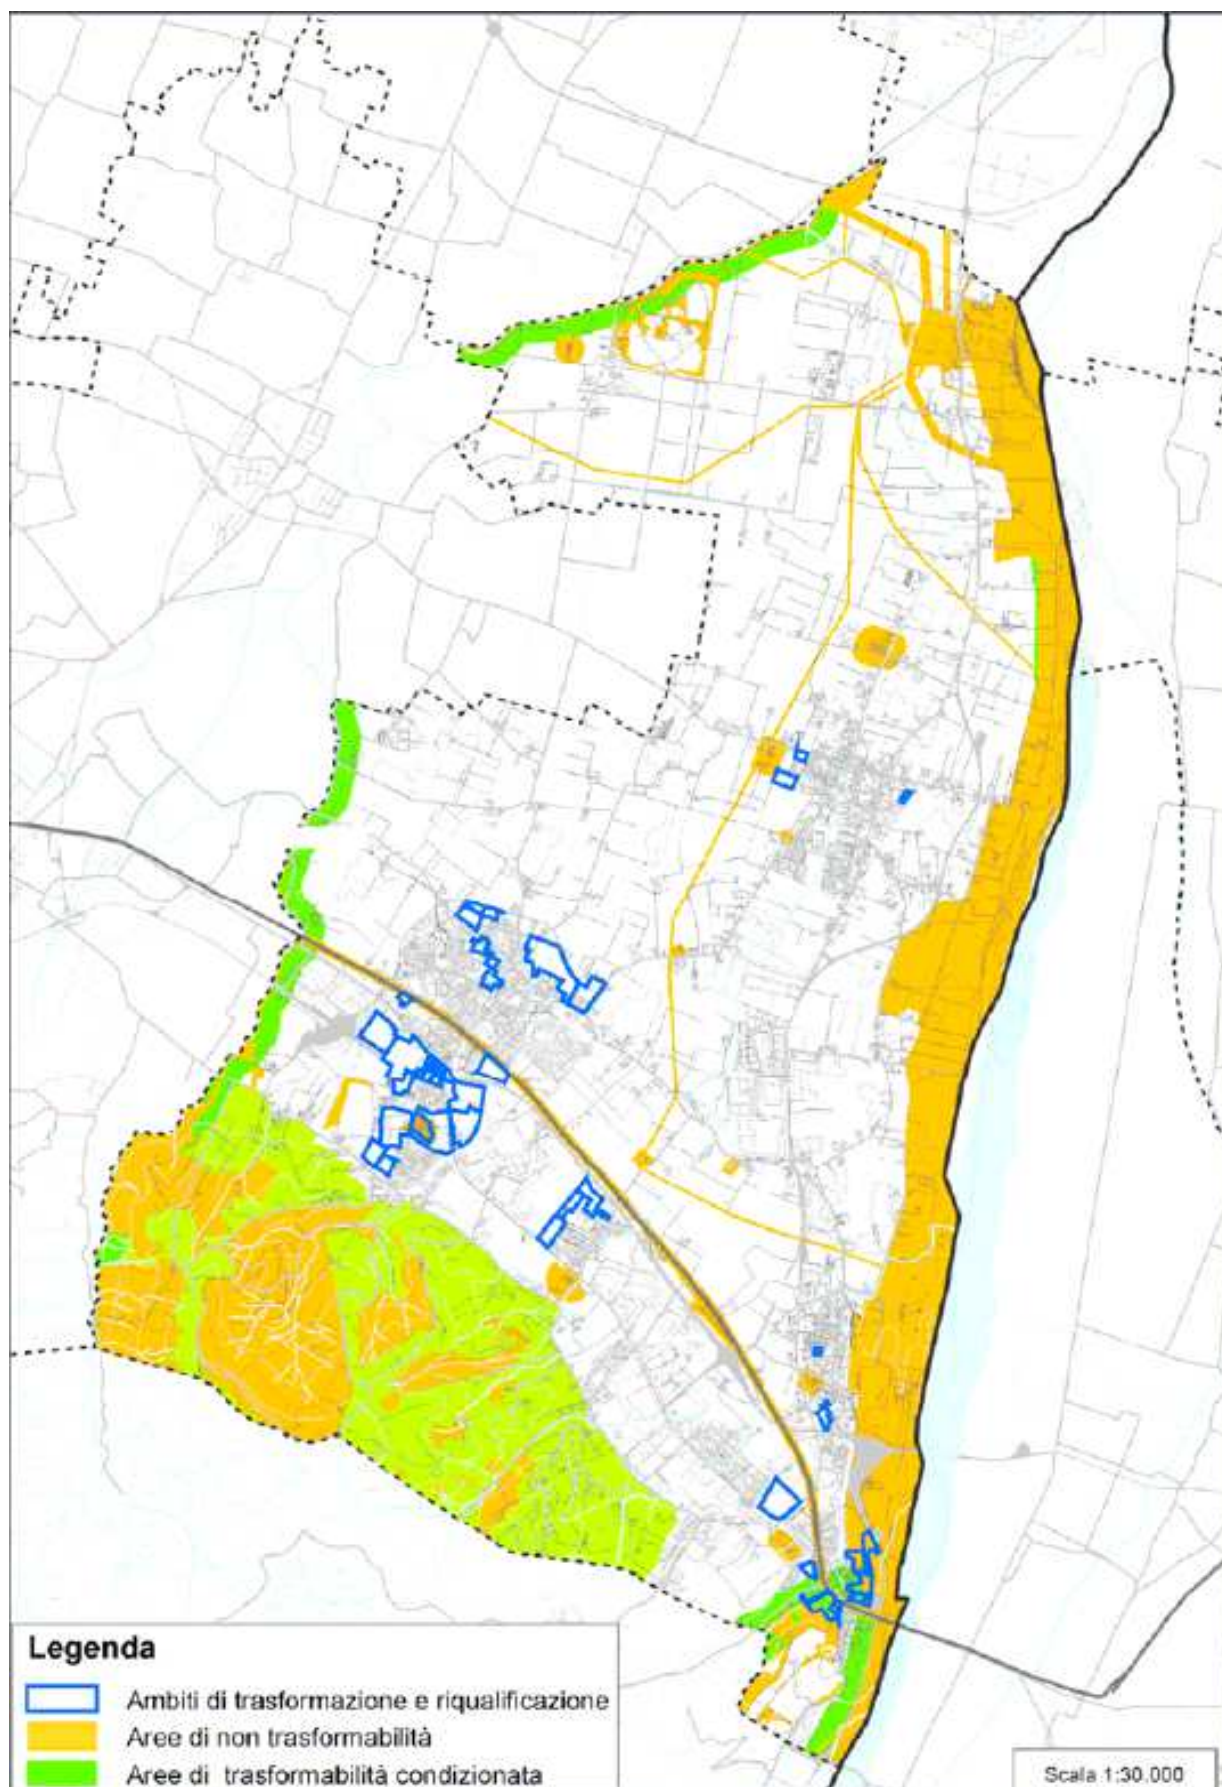 Legenda
Ambiti di trasformazione e riqualificazione
Aree di non trasformabilità
Aree di trasformabilità condizionata
Scala 1:30.000